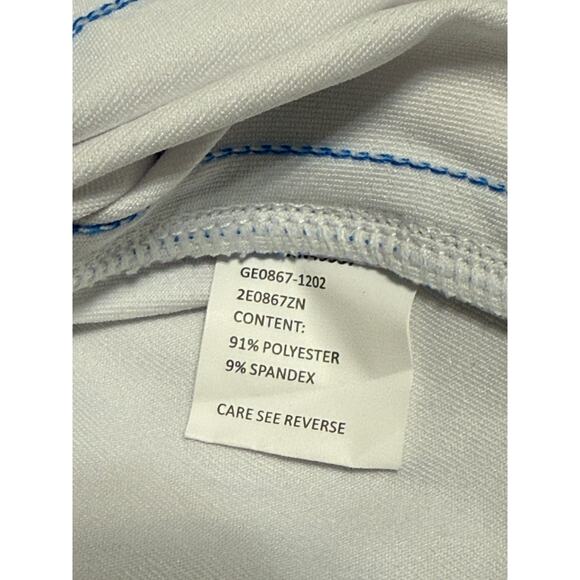 GE0867-1202
2E0867ZN
CONTENT:
91% POLYESTER
9% SPANDEX
CARE SEE REVERSE